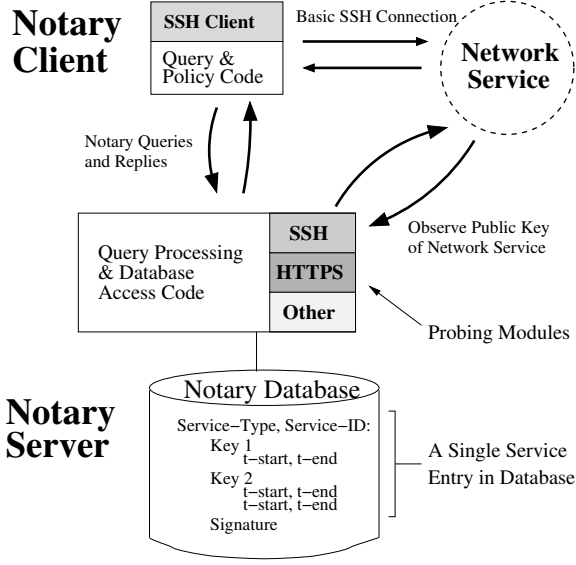 Notary
Client
SSH Client
Query &
Policy Code
Basic SSH Connection
Network
Service
Notary Queries
and Replies
Observe Public Key
of Network Service
Query Processing
& Database
Access Code
SSH
HTTPS
Other
Probing Modules
Notary
Server
Notary Database
Service−Type, Service−ID:
Key 1
t−start, t−end
Key 2
t−start, t−end
t−start, t−end
Signature
A Single Service
Entry in Database